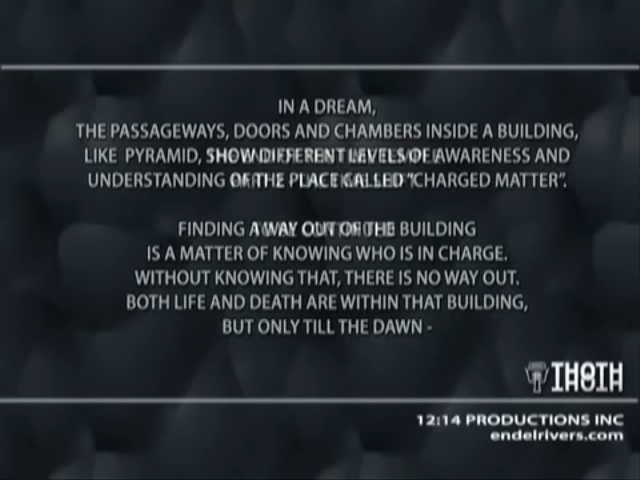 IN A DREAM,
THE PASSAGEWAYS, DOORS AND CHAMBERS INSIDE A BUILDING,
LIKE PYRAMID, SHOW DIFFERENT LEVELS OF AWARENESS AND
UNDERSTANDING OF THE PLACE CALLED "CHARGED MATTER".
FINDING A WAY OUT OF THE BUILDING
IS A MATTER OF KNOWING WHO IS IN CHARGE.
WITHOUT KNOWING THAT, THERE IS NO WAY OUT.
BOTH LIFE AND DEATH ARE WITHIN THAT BUILDING,
BUT ONLY TILL THE DAWN -
THOTH
12:14 PRODUCTIONS INC
endelrivers.com